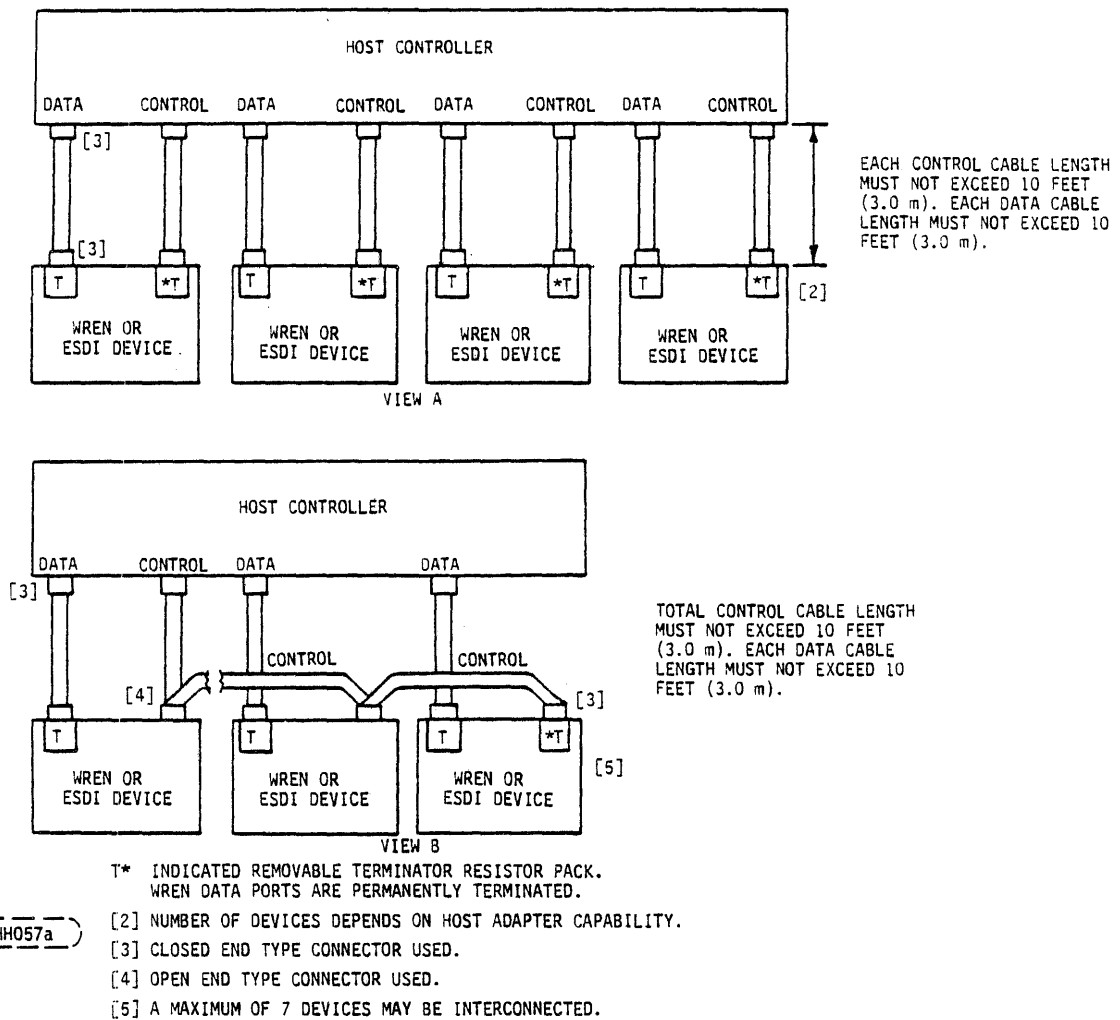 HOST CONTROLLER
DATA CONTROL DATA CONTROL DATA CONTROL DATA CONTROL
[3]
EACH CONTROL CABLE LENGTH
MUST NOT EXCEED 10 FEET
(3.0 m). EACH DATA CABLE
LENGTH MUST NOT EXCEED 10
FEET (3.0 m).
[3]
T *T T *T T *T T *T [2]
WREN OR WREN OR WREN OR WREN OR
ESDI DEVICE ESDI DEVICE ESDI DEVICE ESDI DEVICE
VIEW A
HOST CONTROLLER
DATA CONTROL DATA DATA
[3]
TOTAL CONTROL CABLE LENGTH
MUST NOT EXCEED 10 FEET
(3.0 m). EACH DATA CABLE
LENGTH MUST NOT EXCEED 10
FEET (3.0 m).
CONTROL CONTROL
[4] [3]
T T T *T
[5]
WREN OR WREN OR WREN OR
ESDI DEVICE ESDI DEVICE ESDI DEVICE
VIEW B
T* INDICATED REMOVABLE TERMINATOR RESISTOR PACK.
WREN DATA PORTS ARE PERMANENTLY TERMINATED.
[2] NUMBER OF DEVICES DEPENDS ON HOST ADAPTER CAPABILITY.
HH057a
[3] CLOSED END TYPE CONNECTOR USED.
[4] OPEN END TYPE CONNECTOR USED.
[5] A MAXIMUM OF 7 DEVICES MAY BE INTERCONNECTED.